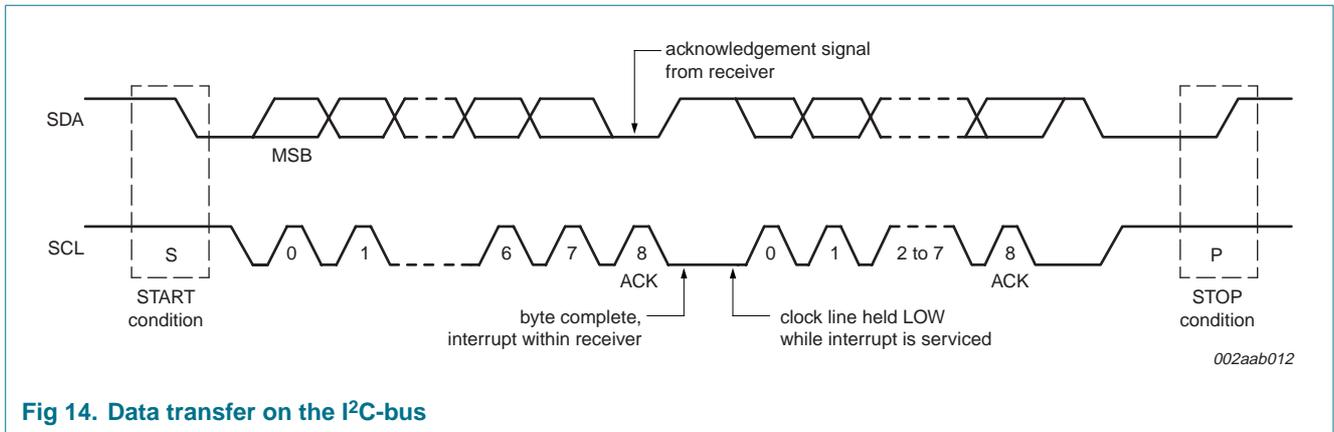 acknowledgement signal
from receiver
SDA
MSB
SCL
S
0
1
6
7
8
0
1
2 to 7
8
P
ACK
ACK
START
condition
byte complete,
interrupt within receiver
clock line held LOW
while interrupt is serviced
STOP
condition
002aab012
Fig 14. Data transfer on the I²C-bus